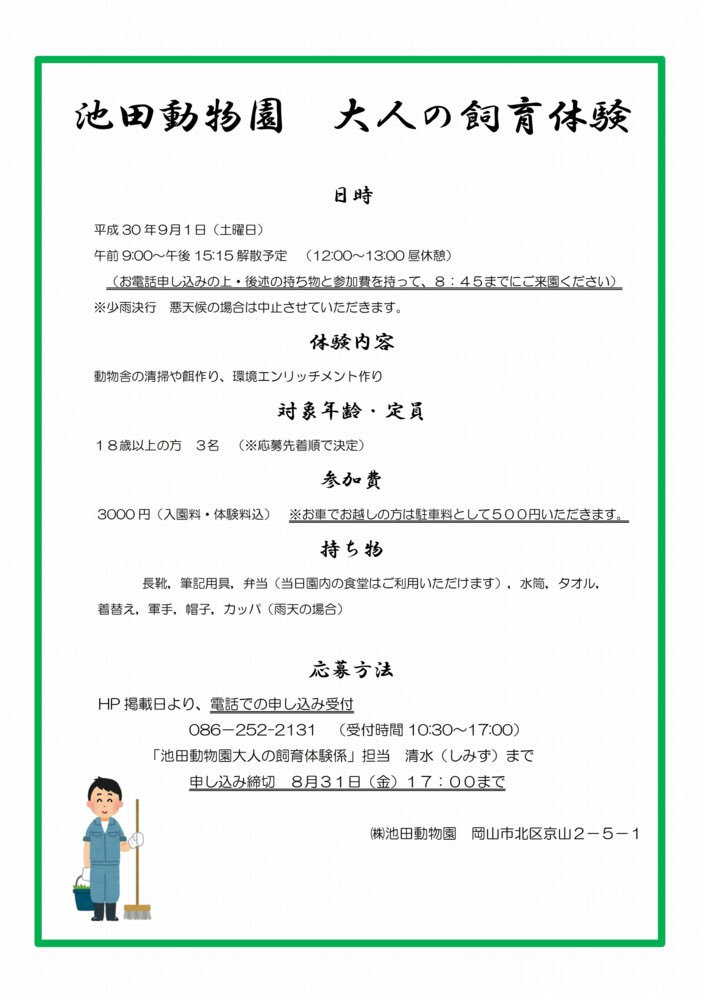 池田動物園　大人の飼育体験
日時
平成30年9月1日（土曜日）
午前9:00～午後15:15解散予定　（12:00～13:00昼休憩）
（お電話申し込みの上・後述の持ち物と参加費を持って、８：４５までにご来園ください）
※少雨決行　悪天候の場合は中止させていただきます。
体験内容
動物舎の清掃や餌作り、環境エンリッチメント作り
対象年齢・定員
１８歳以上の方　３名　（※応募先着順で決定）
参加費
3000円（入園料・体験料込）　※お車でお越しの方は駐車料として５００円いただきます。
持ち物
長靴，筆記用具，弁当（当日園内の食堂はご利用いただけます），水筒，タオル，
着替え，軍手，帽子，カッパ（雨天の場合）
応募方法
HP掲載日より、電話での申し込み受付
086－252-2131　（受付時間10:30～17:00）
「池田動物園大人の飼育体験係」担当　清水（しみず）まで
申し込み締切　８月３１日（金）１７：００まで
㈱池田動物園　岡山市北区京山２－５－１